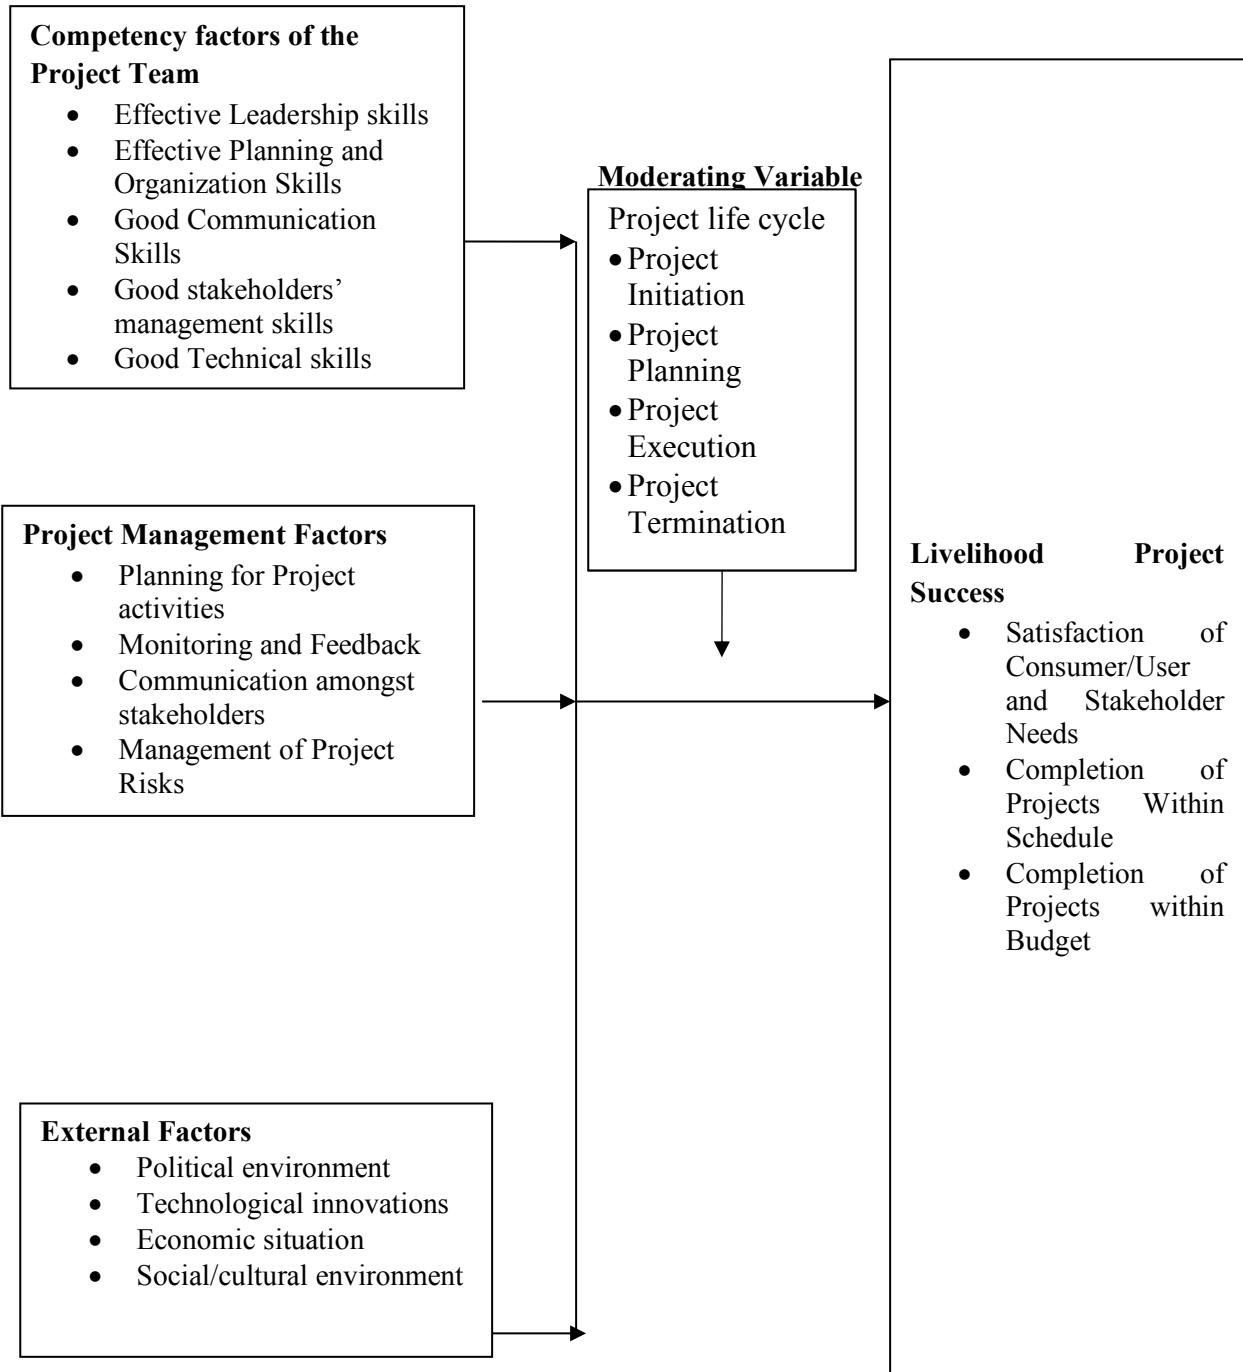 Competency factors of the
Project Team
• Effective Leadership skills
• Effective Planning and
Organization Skills
• Good Communication
Skills
• Good stakeholders’
management skills
• Good Technical skills
Project Management Factors
• Planning for Project
activities
• Monitoring and Feedback
• Communication amongst
stakeholders
• Management of Project
Risks
External Factors
• Political environment
• Technological innovations
• Economic situation
• Social/cultural environment
Moderating Variable
Project life cycle
• Project
Initiation
• Project
Planning
• Project
Execution
• Project
Termination
Livelihood Project
Success
• Satisfaction of
Consumer/User
and Stakeholder
Needs
• Completion of
Projects Within
Schedule
• Completion of
Projects within
Budget